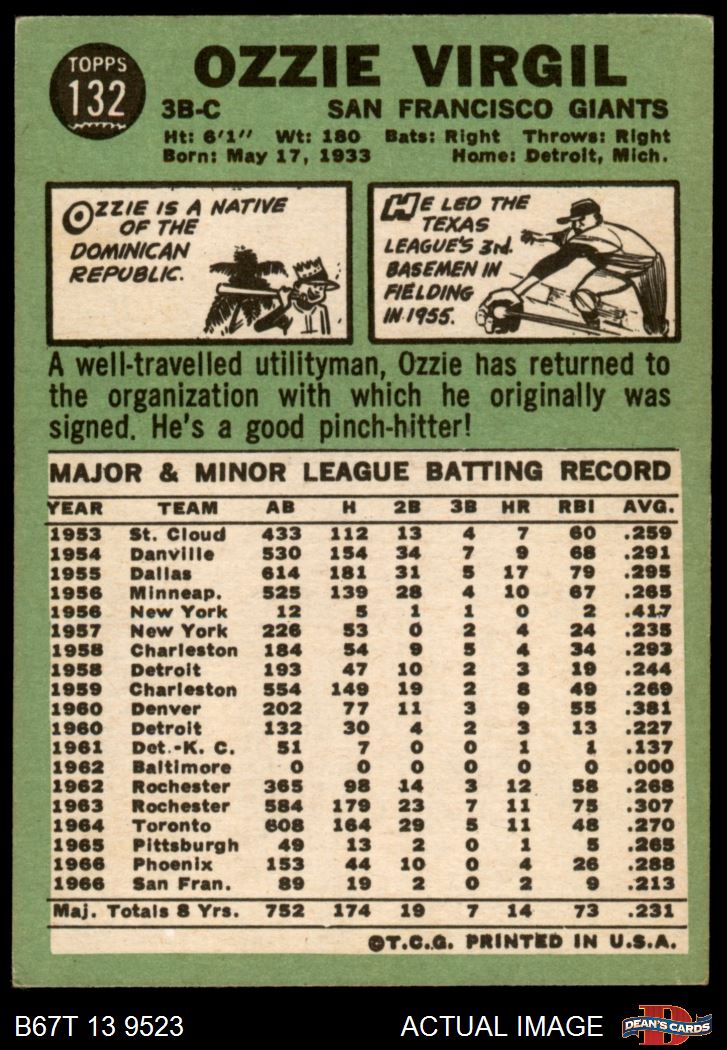 TOPPS
132
OZZIE VIRGIL
3B-C SAN FRANCISCO GIANTS
Ht: 6'1" Wt: 180 Bats: Right Throws: Right
Born: May 17, 1933 Home: Detroit, Mich.
OZZIE IS A NATIVE
OF THE
DOMINICAN
REPUBLIC.
HE LED THE
TEXAS
LEAGUE'S 3rd.
BASEMEN IN
FIELDING
IN 1955.
A well-travelled utilityman, Ozzie has returned to
the organization with which he originally was
signed. He's a good pinch-hitter!
MAJOR & MINOR LEAGUE BATTING RECORD
YEAR TEAM AB H 2B 3B HR RBI AVG.
1953 St. Cloud 433 112 13 4 7 60 .259
1954 Danville 530 154 34 7 9 68 .291
1955 Dallas 614 181 31 5 17 79 .295
1956 Minneap. 525 139 28 4 10 67 .265
1956 New York 12 5 1 1 0 2 .417
1957 New York 226 53 0 2 4 24 .235
1958 Charleston 184 54 9 5 4 34 .293
1958 Detroit 193 47 10 2 3 19 .244
1959 Charleston 554 149 19 2 8 49 .269
1960 Denver 202 77 11 3 9 55 .381
1960 Detroit 132 30 4 2 3 13 .227
1961 Det.-K. C. 51 7 0 0 1 1 .137
1962 Baltimore 0 0 0 0 0 0 .000
1962 Rochester 365 98 14 3 12 58 .268
1963 Rochester 584 179 23 7 11 75 .307
1964 Toronto 608 164 29 5 11 48 .270
1965 Pittsburgh 49 13 2 0 1 5 .265
1966 Phoenix 153 44 10 0 4 26 .288
1966 San Fran. 89 19 2 0 2 9 .213
Maj. Totals 8 Yrs. 752 174 19 7 14 73 .231
©T.C.G. PRINTED IN U.S.A.
B67T 13 9523 ACTUAL IMAGE
D
DEAN'S CARDS